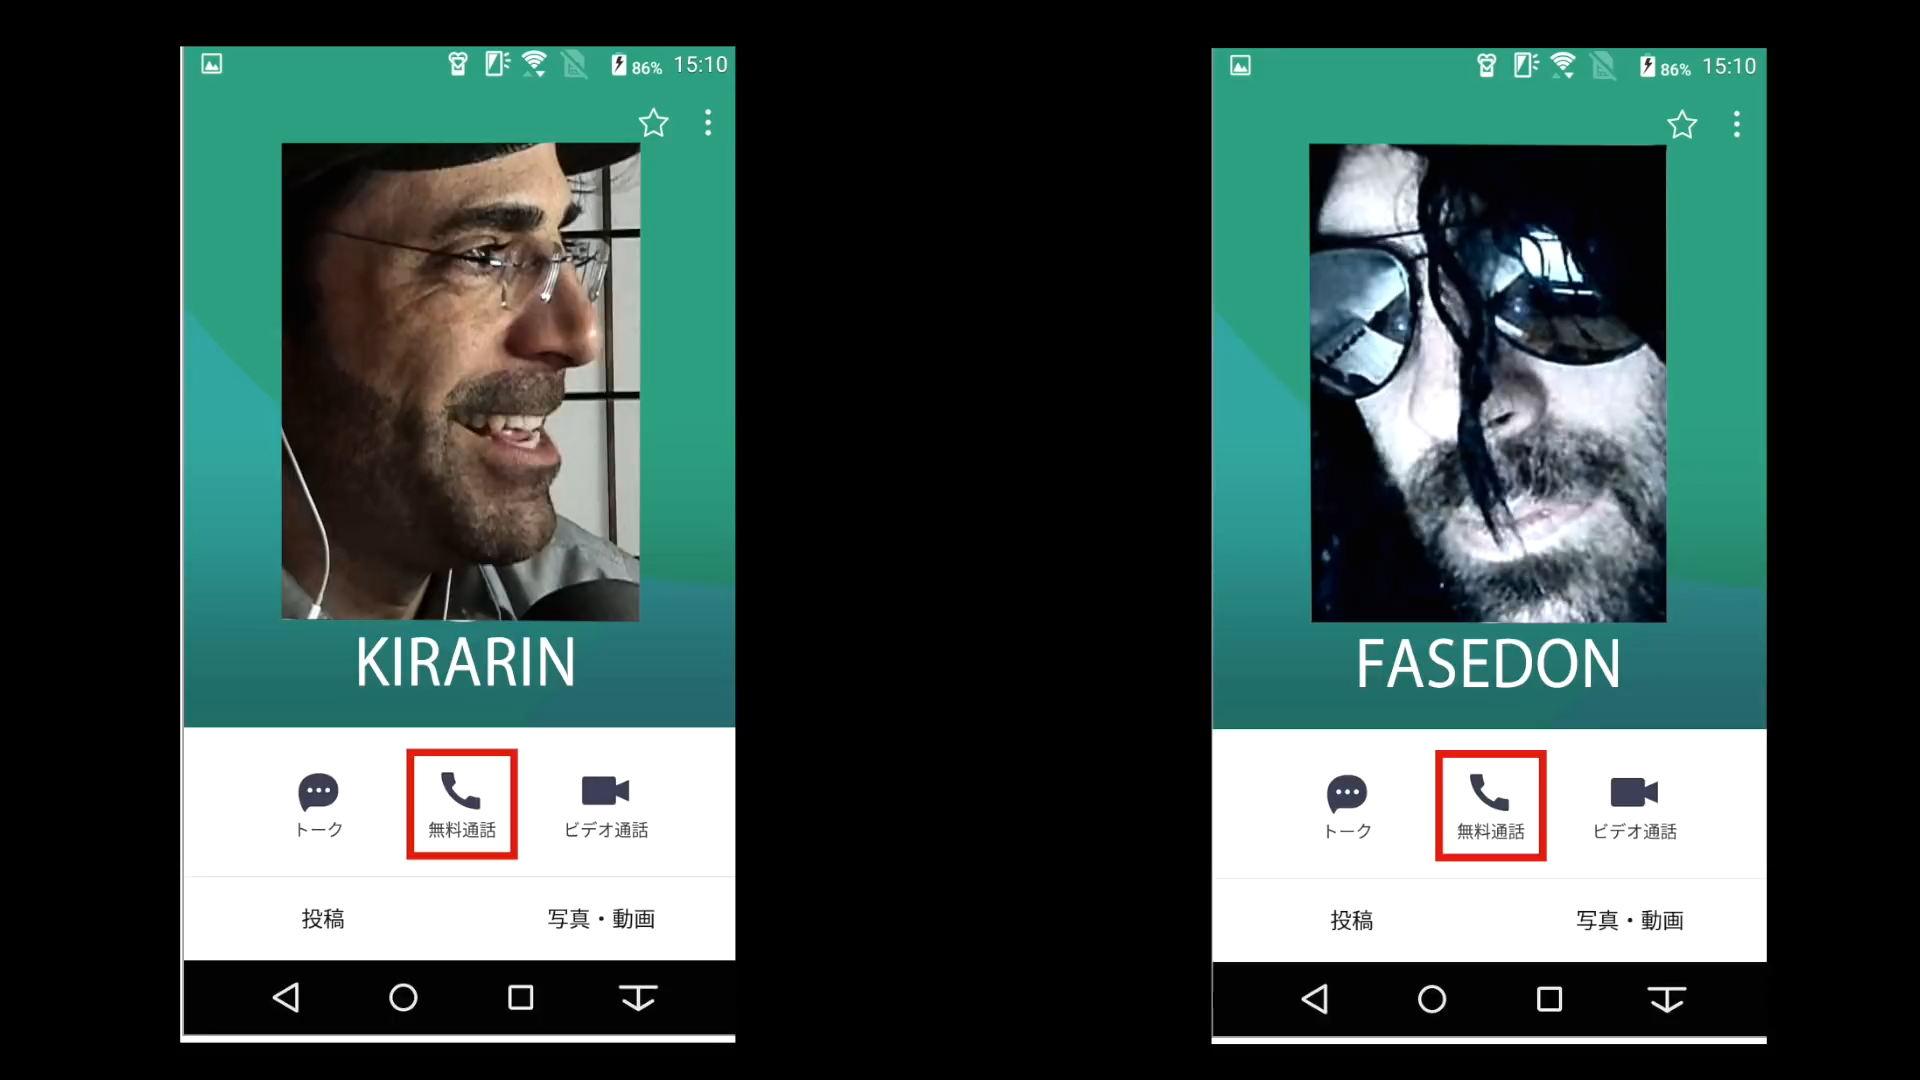 86% 15:10
KIRARIN
トーク 無料通話 ビデオ通話
投稿 写真・動画
86% 15:10
FASEDON
トーク 無料通話 ビデオ通話
投稿 写真・動画